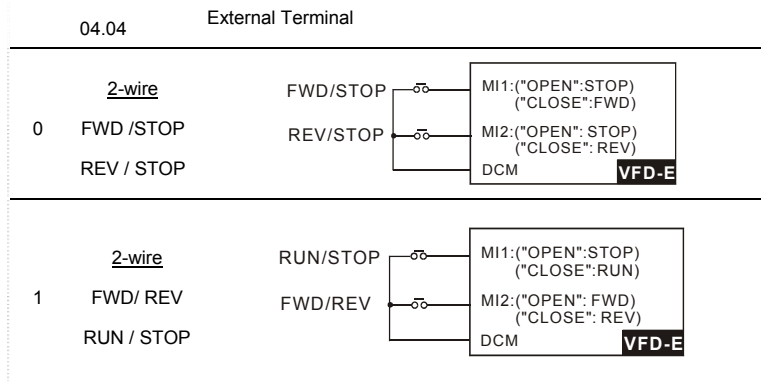 04.04 External Terminal
2-wire
0 FWD /STOP
REV / STOP
FWD/STOP
REV/STOP
MI1:("OPEN":STOP)
("CLOSE":FWD)
MI2:("OPEN": STOP)
("CLOSE": REV)
DCM
VFD-E
2-wire
1 FWD/ REV
RUN / STOP
RUN/STOP
FWD/REV
MI1:("OPEN":STOP)
("CLOSE":RUN)
MI2:("OPEN": FWD)
("CLOSE": REV)
DCM
VFD-E